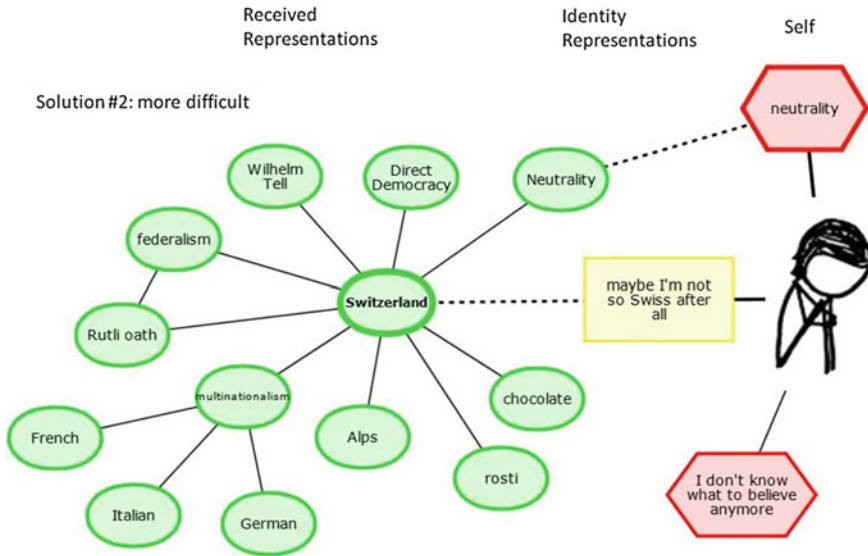 Received
Representations
Identity
Representations
Self
Solution #2: more difficult
neutrality
Wilhelm
Tell
Direct
Democracy
Neutrality
federalism
Switzerland
maybe I'm not
so Swiss after
all
Rutli oath
multinationalism
chocolate
French
Alps
rosti
I don't know
what to believe
anymore
Italian
German